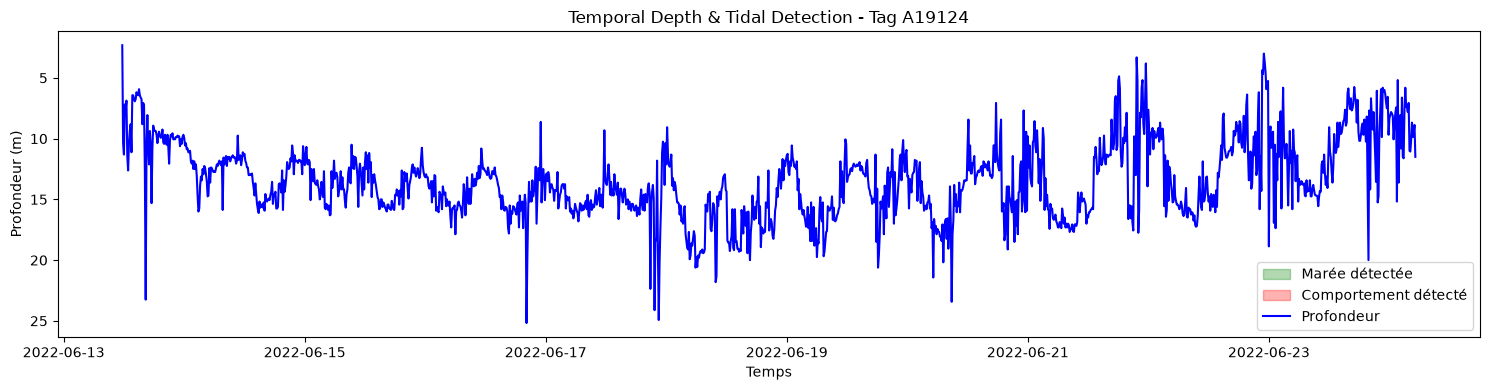 Temporal Depth & Tidal Detection - Tag A19124
Profondeur (m)
5
10
15
20
25
Marée détectée
Comportement détecté
Profondeur
2022-06-13
2022-06-15
2022-06-17
2022-06-19
2022-06-21
2022-06-23
Temps